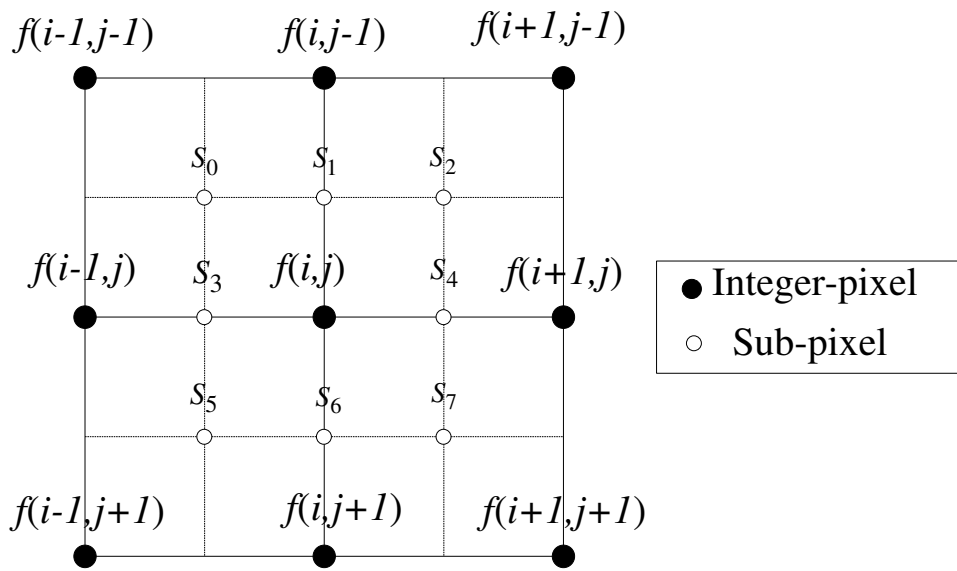 f(i-1,j-1) f(i,j-1) f(i+1,j-1)
s0 s1 s2
f(i-1,j) s3 f(i,j) s4 f(i+1,j)
s5 s6 s7
f(i-1,j+1) f(i,j+1) f(i+1,j+1)
Integer-pixel
Sub-pixel